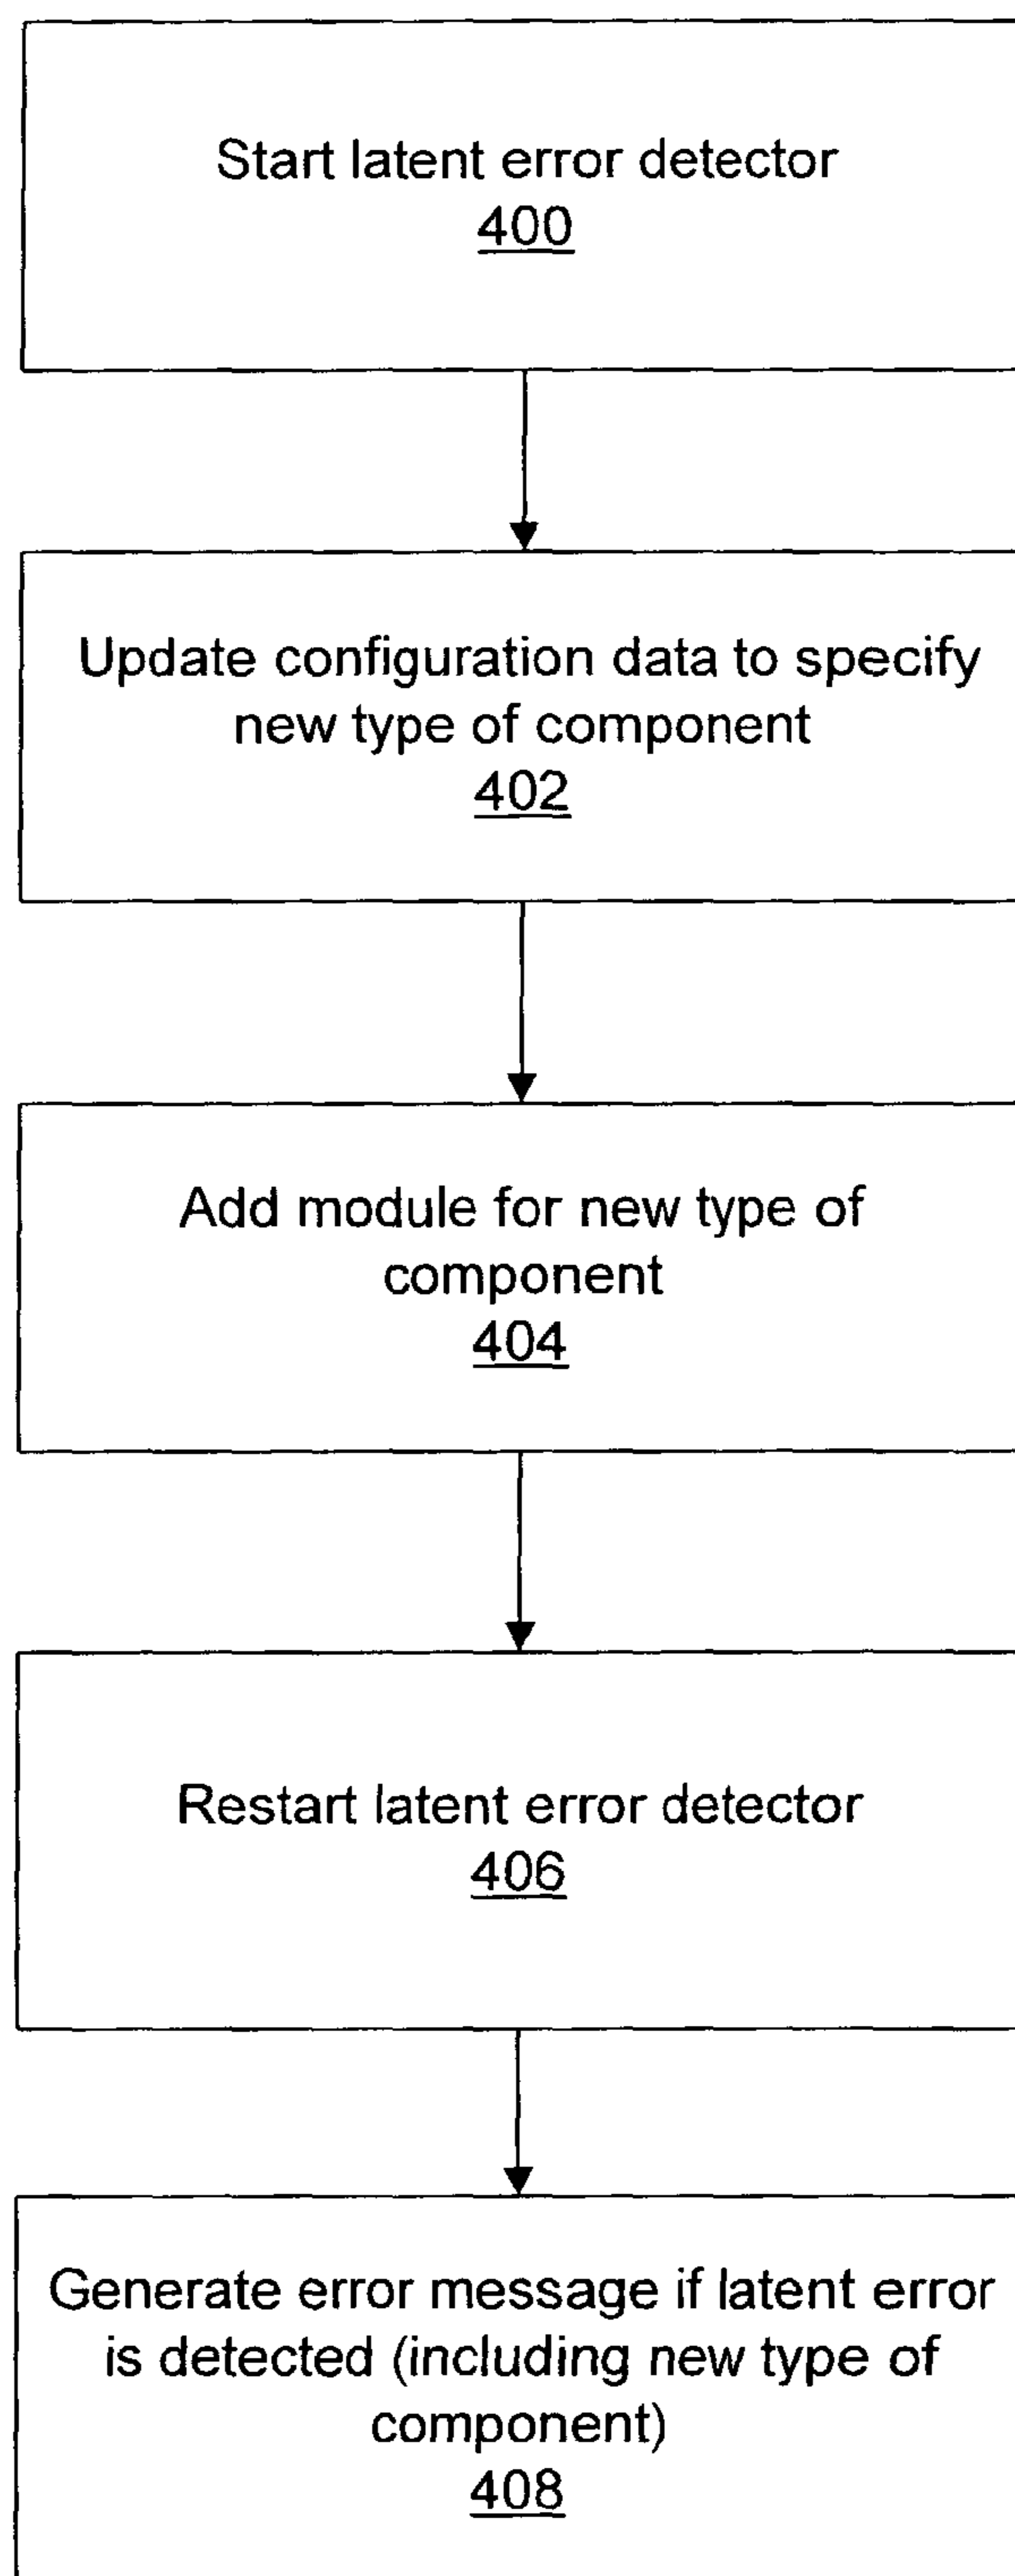 Start latent error detector
400
Update configuration data to specify
new type of component
402
Add module for new type of
component
404
Restart latent error detector
406
Generate error message if latent error
is detected (including new type of
component)
408